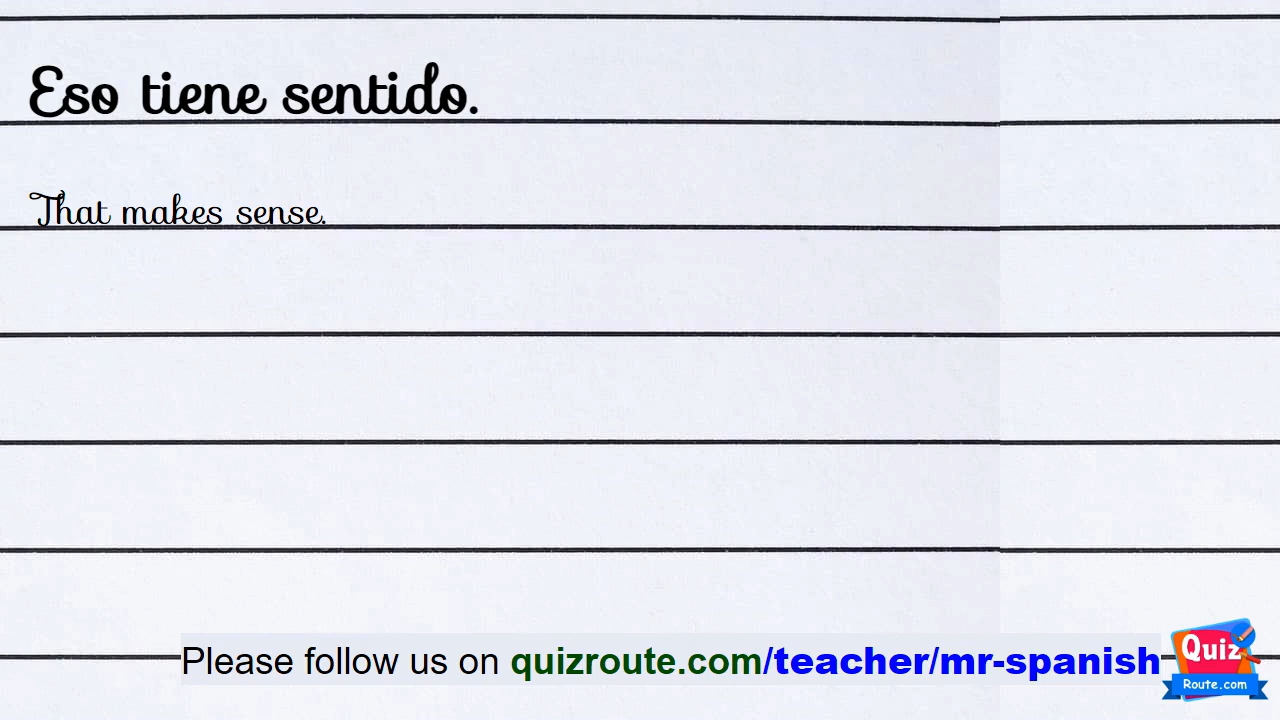 Eso tiene sentido.
That makes sense.
Please follow us on quizroute.com/teacher/mr-spanish
Quiz
Route.com